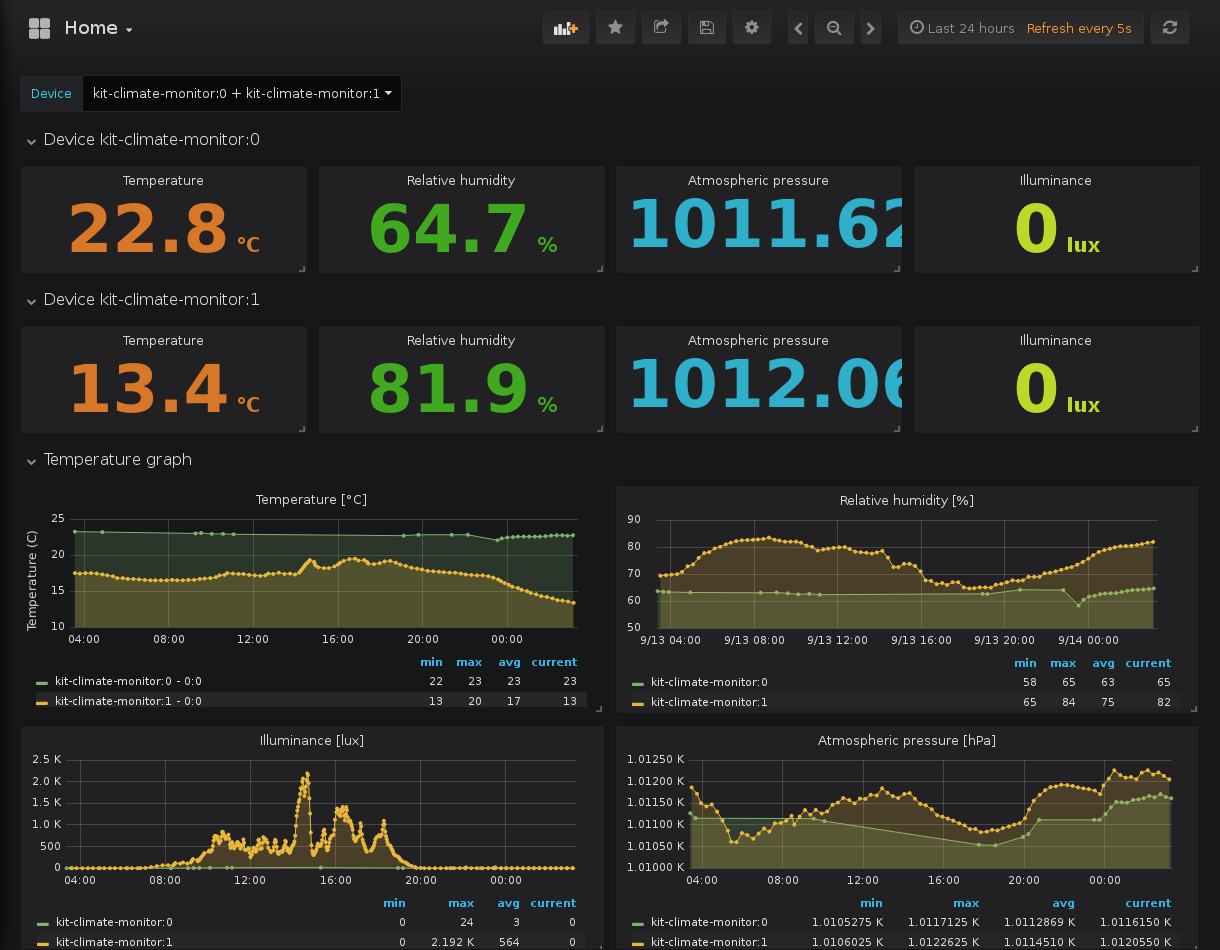 Home
Last 24 hours Refresh every 5s
Device kit-climate-monitor:0 + kit-climate-monitor:1
Device kit-climate-monitor:0
Temperature Relative humidity Atmospheric pressure Illuminance
22.8 °C 64.7 % 1011.62 0 lux
Device kit-climate-monitor:1
Temperature Relative humidity Atmospheric pressure Illuminance
13.4 °C 81.9 % 1012.06 0 lux
Temperature graph
Temperature [°C]
Temperature (C)
25
20
15
10
04:00 08:00 12:00 16:00 20:00 00:00
min max avg current
kit-climate-monitor:0 - 0:0 22 23 23 23
kit-climate-monitor:1 - 0:0 13 20 17 13
Relative humidity [%]
90
80
70
60
50
9/13 04:00 9/13 08:00 9/13 12:00 9/13 16:00 9/13 20:00 9/14 00:00
min max avg current
kit-climate-monitor:0 58 65 63 65
kit-climate-monitor:1 65 84 75 82
Illuminance [lux]
2.5 K
2.0 K
1.5 K
1.0 K
500
0
04:00 08:00 12:00 16:00 20:00 00:00
min max avg current
kit-climate-monitor:0 0 24 3 0
kit-climate-monitor:1 0 2.192 K 564 0
Atmospheric pressure [hPa]
1.01250 K
1.01200 K
1.01150 K
1.01100 K
1.01050 K
1.01000 K
04:00 08:00 12:00 16:00 20:00 00:00
min max avg current
kit-climate-monitor:0 1.0105275 K 1.0117125 K 1.0112869 K 1.0116150 K
kit-climate-monitor:1 1.0106025 K 1.0122625 K 1.0114510 K 1.0120550 K